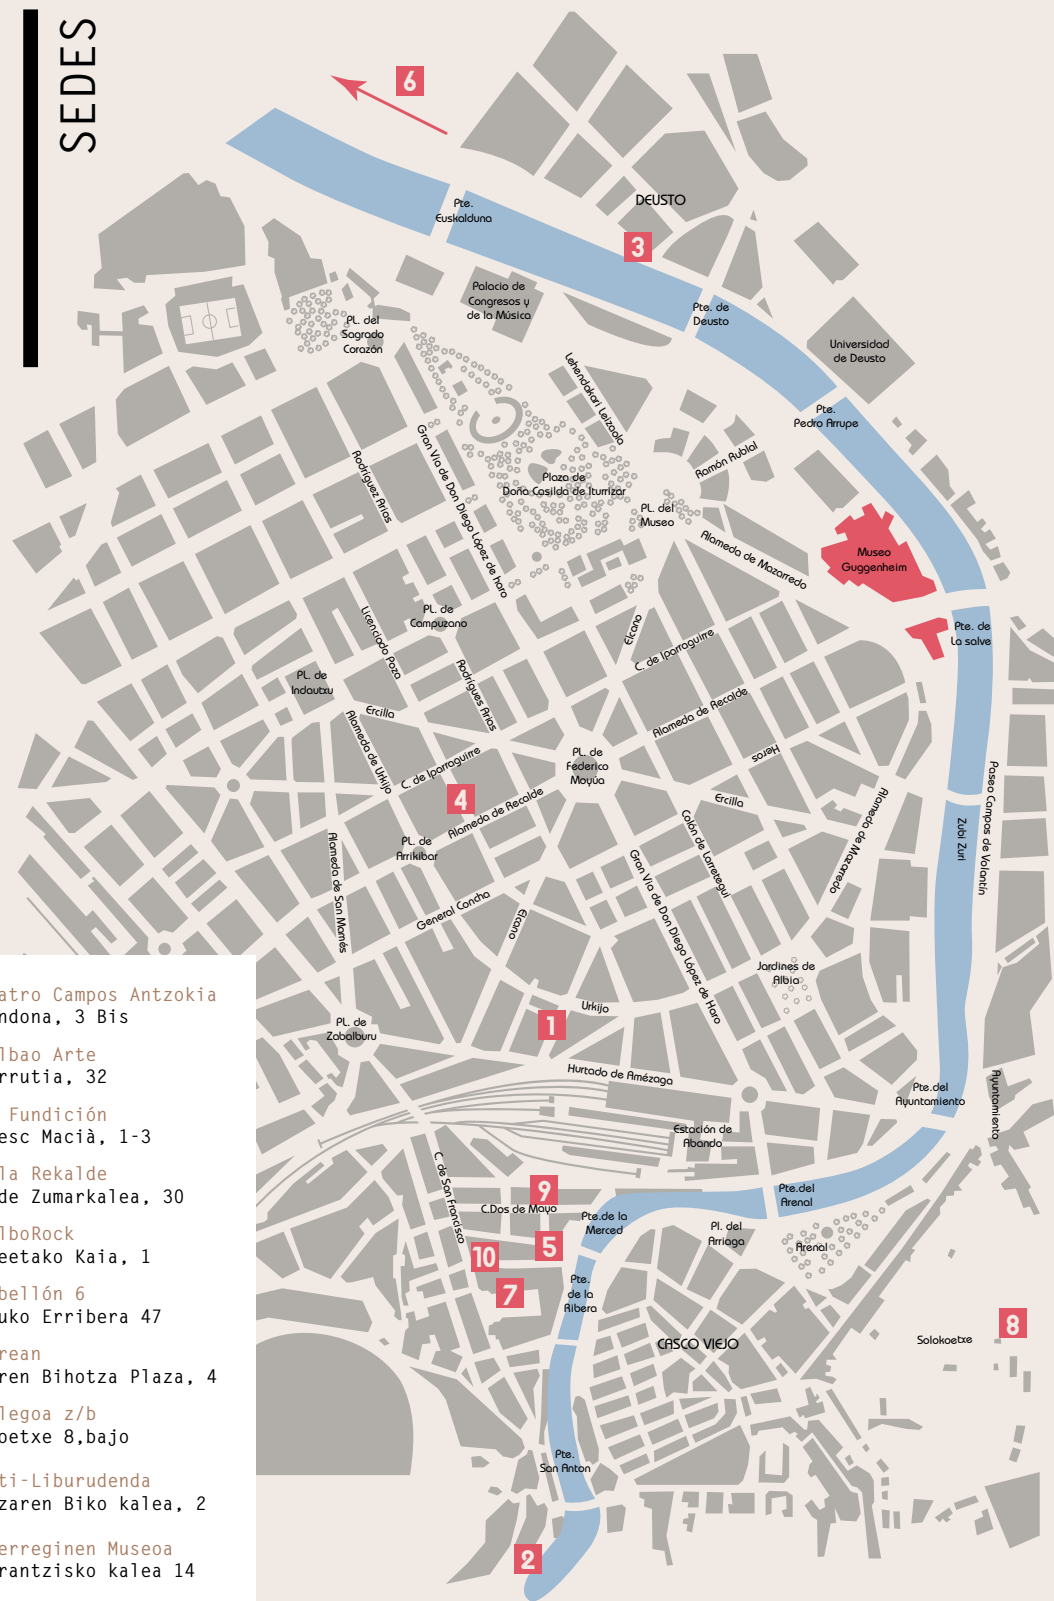 SEDES
6
DEUSTO
Pte.
Euskalduna
3
Palacio de
Congresos y
de la Música
Pte. de
Deusto
PL. del
Sagrado
Corazón
Universidad
de Deusto
Lehendakari Leizaola
Pte.
Pedro Arrupe
Gran Vía de Don Diego López de haro
Rodríguez Arias
Ramón Rubial
Plaza de
Doña Casilda de Iturrizar
PL. del
Museo
Alameda de Mazarredo
Museo
Guggenheim
PL. de
Campuzano
Licenciado Poza
Elcano
C. de Iparraguirre
Pte. de
La salve
PL. de
Indautxu
Rodrigues Arias
Ercilla
Alameda de Urkijo
Alameda de Recalde
C. de Iparraguirre
PL. de
Federico
Moyúa
Heros
4
Alameda de Recalde
Ercilla
Paseo Campos de Volantín
Zubi Zuri
Alameda de Mazarredo
Colón de Larretegui
PL. de
Arrikibar
Alameda de San Mamés
Gran Vía de Don Diego López de Haro
General Concha
Elcano
Jardines de
Albia
Urkijo
1
PL. de
Zabalburu
Hurtado de Amézaga
Pte.del
Ayuntamiento
Ayuntamiento
Estación de
Abando
C. de San Francisco
9
C.Dos de Mayo
Pte.de la
Merced
Pte.del
Arenal
Pl. del
Arriaga
Arenal
5
10
7
Pte.
de la
Ribera
CASCO VIEJO
Solokoetxe
8
Pte.
San Anton
2
atro Campos Antzokia
ndona, 3 Bis
lbao Arte
rrutia, 32
Fundición
esc Macià, 1-3
la Rekalde
de Zumarkalea, 30
lboRock
eetako Kaia, 1
bellón 6
uko Erribera 47
rean
ren Bihotza Plaza, 4
legoa z/b
oetxe 8,bajo
ti-Liburudenda
zaren Biko kalea, 2
erreginen Museoa
rantzisko kalea 14